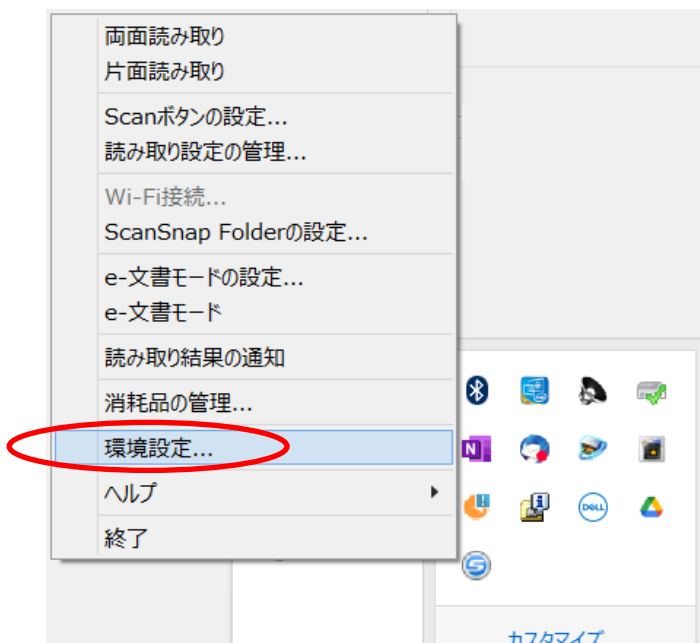 両面読み取り
片面読み取り
Scanボタンの設定...
読み取り設定の管理...
Wi-Fi接続...
ScanSnap Folderの設定...
e-文書モードの設定...
e-文書モード
読み取り結果の通知
消耗品の管理...
環境設定...
ヘルプ
終了
N
DELL
カスタマイズ